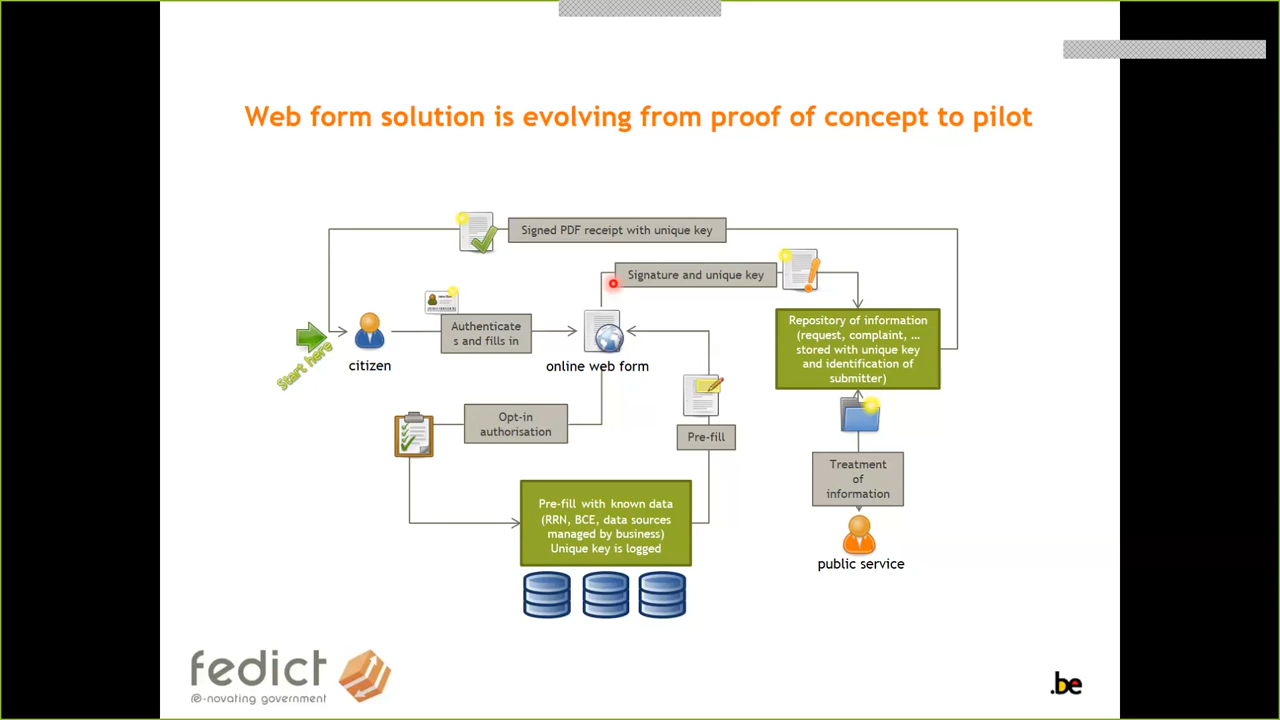 Web form solution is evolving from proof of concept to pilot
Signed PDF receipt with unique key
Signature and unique key
Start here
citizen
Authenticate
s and fills in
online web form
Repository of information
(request, complaint, …
stored with unique key
and identification of
submitter)
Opt-in
authorisation
Pre-fill
Treatment
of
information
Pre-fill with known data
(RRN, BCE, data sources
managed by business)
Unique key is logged
public service
fedict
e-novating government
.be